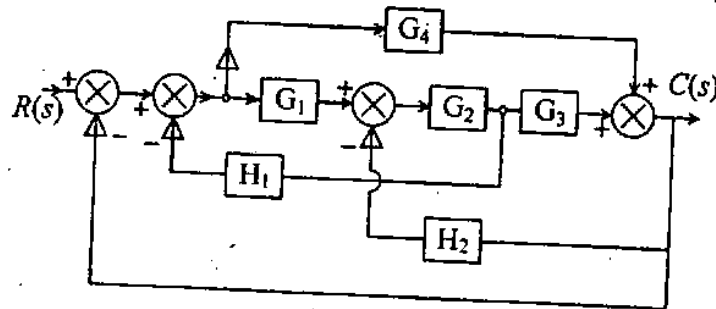 G₄
+
+
+
+
C(s)
R(s)
+
G₁
G₂
G₃
+
−
−
−
H₁
H₂